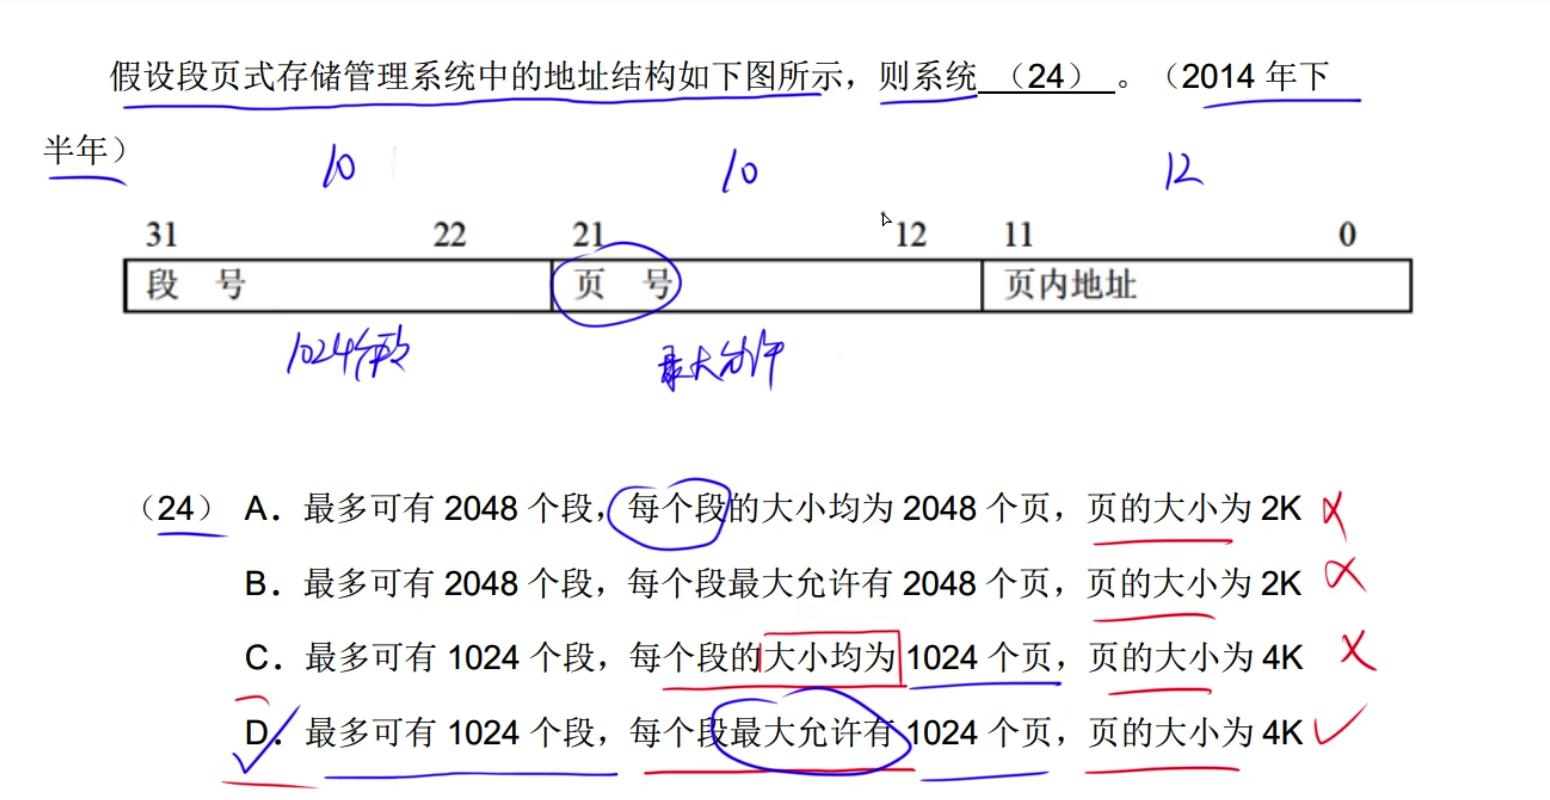 假设段页式存储管理系统中的地址结构如下图所示，则系统（24）。（2014 年下
半年）
10 10 12
31 22 21 12 11 0
段 号 页 号 页内地址
1024个段 最大允许
（24） A．最多可有 2048 个段，每个段的大小均为 2048 个页，页的大小为 2K
B．最多可有 2048 个段，每个段最大允许有 2048 个页，页的大小为 2K
C．最多可有 1024 个段，每个段的大小均为 1024 个页，页的大小为 4K
D．最多可有 1024 个段，每个段最大允许有 1024 个页，页的大小为 4K